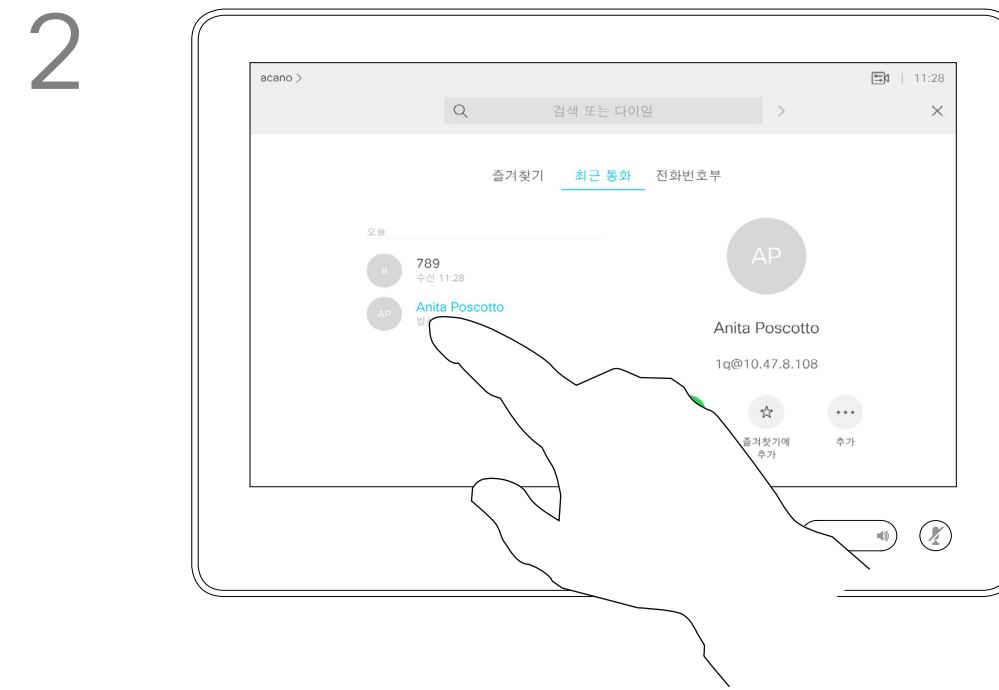 2
acano >
11:28
검색 또는 다이얼
즐겨찾기 최근 통화 전화번호부
오늘
#
789
수신 11:28
AP
Anita Poscotto
AP
Anita Poscotto
1q@10.47.8.108
즐겨찾기에
추가
추가